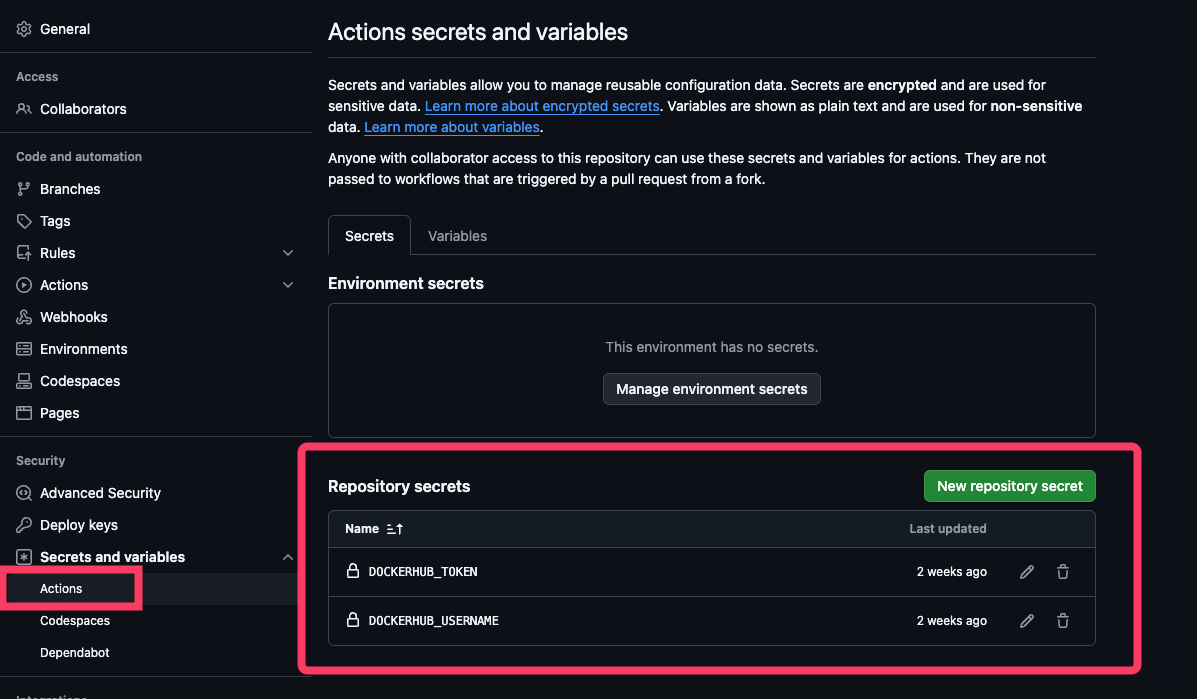 General
Access
Collaborators
Code and automation
Branches
Tags
Rules
Actions
Webhooks
Environments
Codespaces
Pages
Security
Advanced Security
Deploy keys
Secrets and variables
Actions
Codespaces
Dependabot
Integrations
Actions secrets and variables
Secrets and variables allow you to manage reusable configuration data. Secrets are encrypted and are used for
sensitive data. Learn more about encrypted secrets. Variables are shown as plain text and are used for non-sensitive
data. Learn more about variables.
Anyone with collaborator access to this repository can use these secrets and variables for actions. They are not
passed to workflows that are triggered by a pull request from a fork.
Secrets Variables
Environment secrets
This environment has no secrets.
Manage environment secrets
Repository secrets New repository secret
Name Last updated
DOCKERHUB_TOKEN 2 weeks ago
DOCKERHUB_USERNAME 2 weeks ago